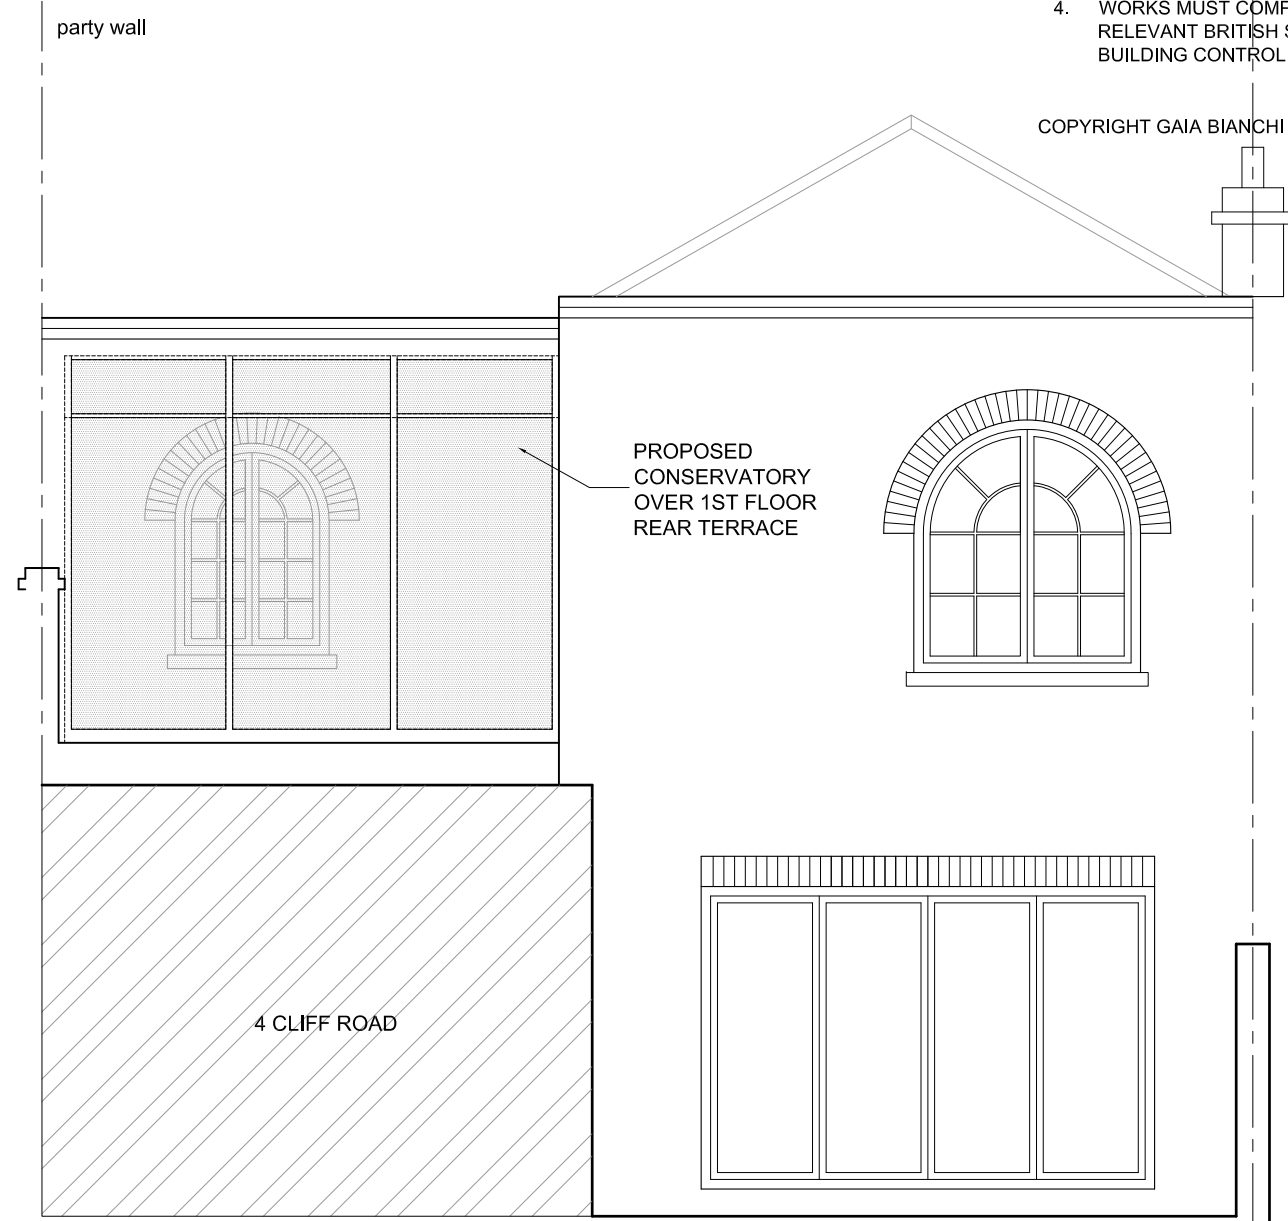 party wall
4. WORKS MUST
RELEVANT BRITISH
BUILDING CONTROL
COPYRIGHT GAIA BIANCHI
PROPOSED
CONSERVATORY
OVER 1ST FLOOR
REAR TERRACE
4 CLIFF ROAD